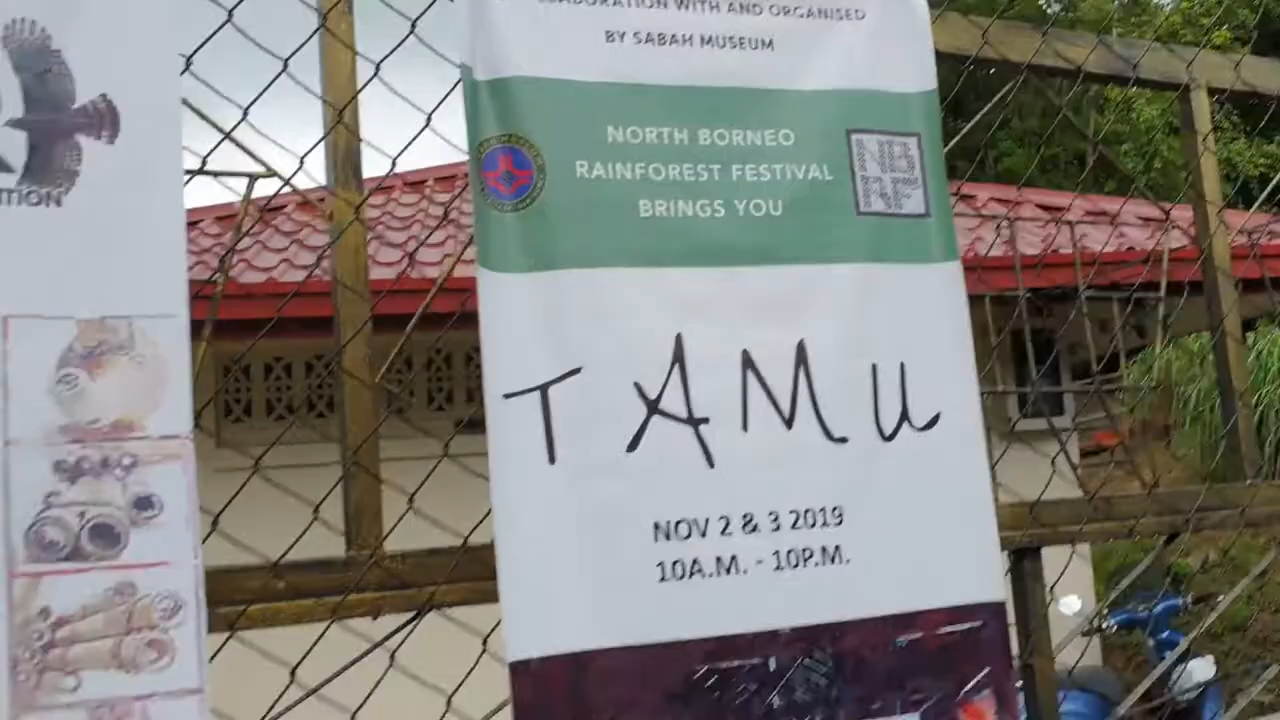 WITH AND ORGANISED
BY SABAH MUSEUM
NORTH BORNEO
RAINFOREST FESTIVAL
BRINGS YOU
NB
RF
TAMU
NOV 2 & 3 2019
10A.M. - 10P.M.